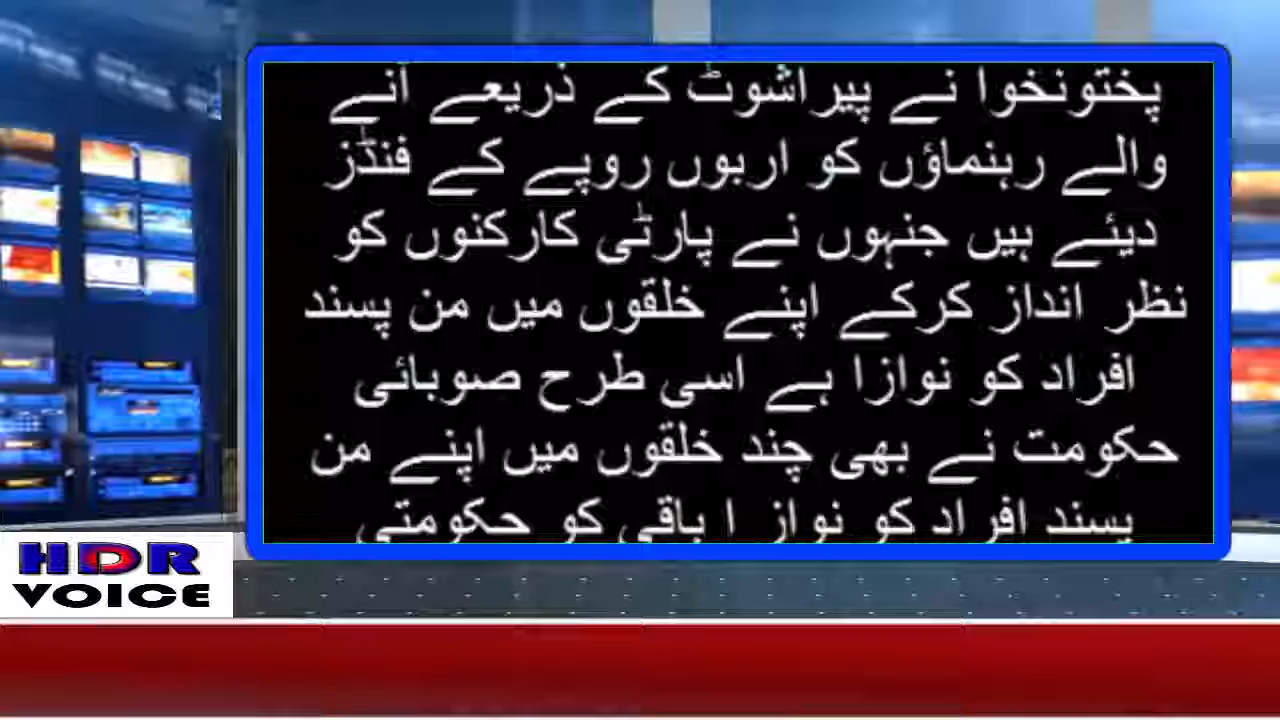 پختونخوا نے پیراشوٹ کے ذریعے آنے
والے رہنماؤں کو اربوں روپے کے فنڈز
دیئے ہیں جنہوں نے پارٹی کارکنوں کو
نظر انداز کرکے اپنے خلقوں میں من پسند
افراد کو نوازا ہے اسی طرح صوبائی
حکومت نے بھی چند خلقوں میں اپنے من
پسند افراد کو نواز ا باقی کو حکومتی
HDR
VOICE